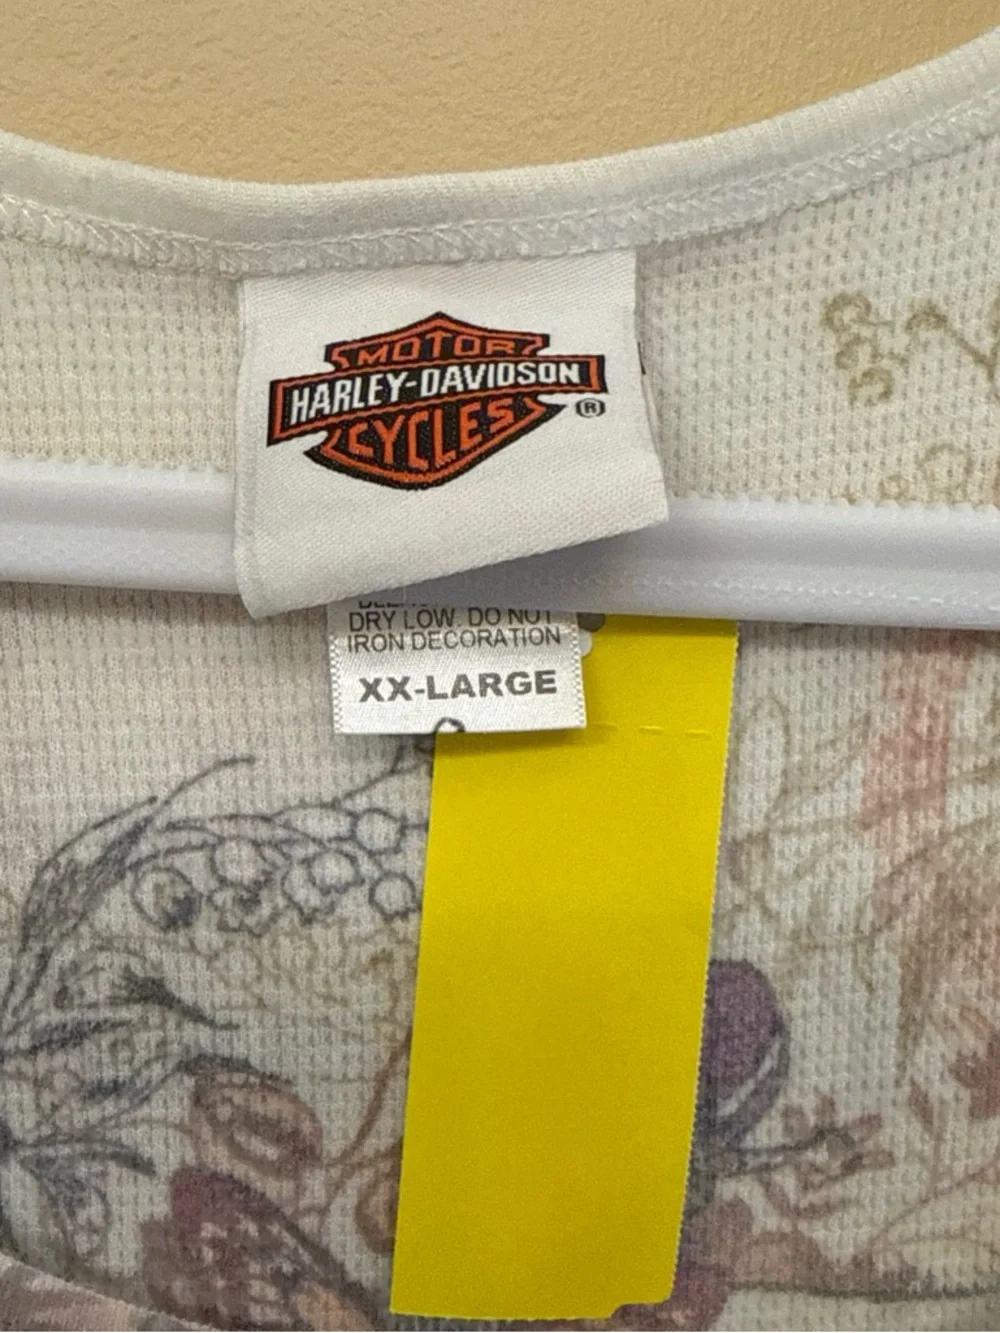 MOTOR
HARLEY-DAVIDSON
CYCLES
®
DRY LOW. DO NOT
IRON DECORATION
XX-LARGE